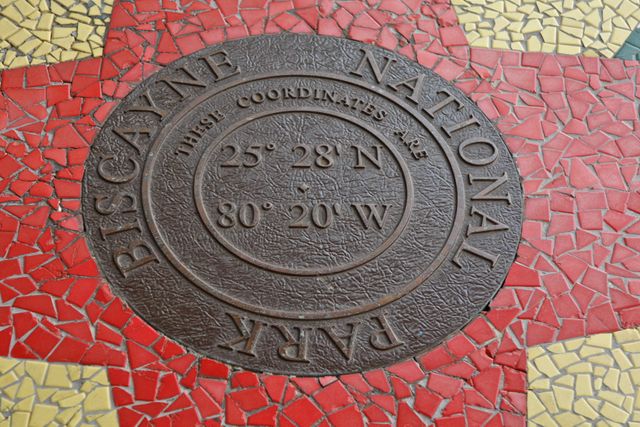 BISCAYNE NATIONAL PARK
THESE COORDINATES ARE
25° 28' N
80° 20' W